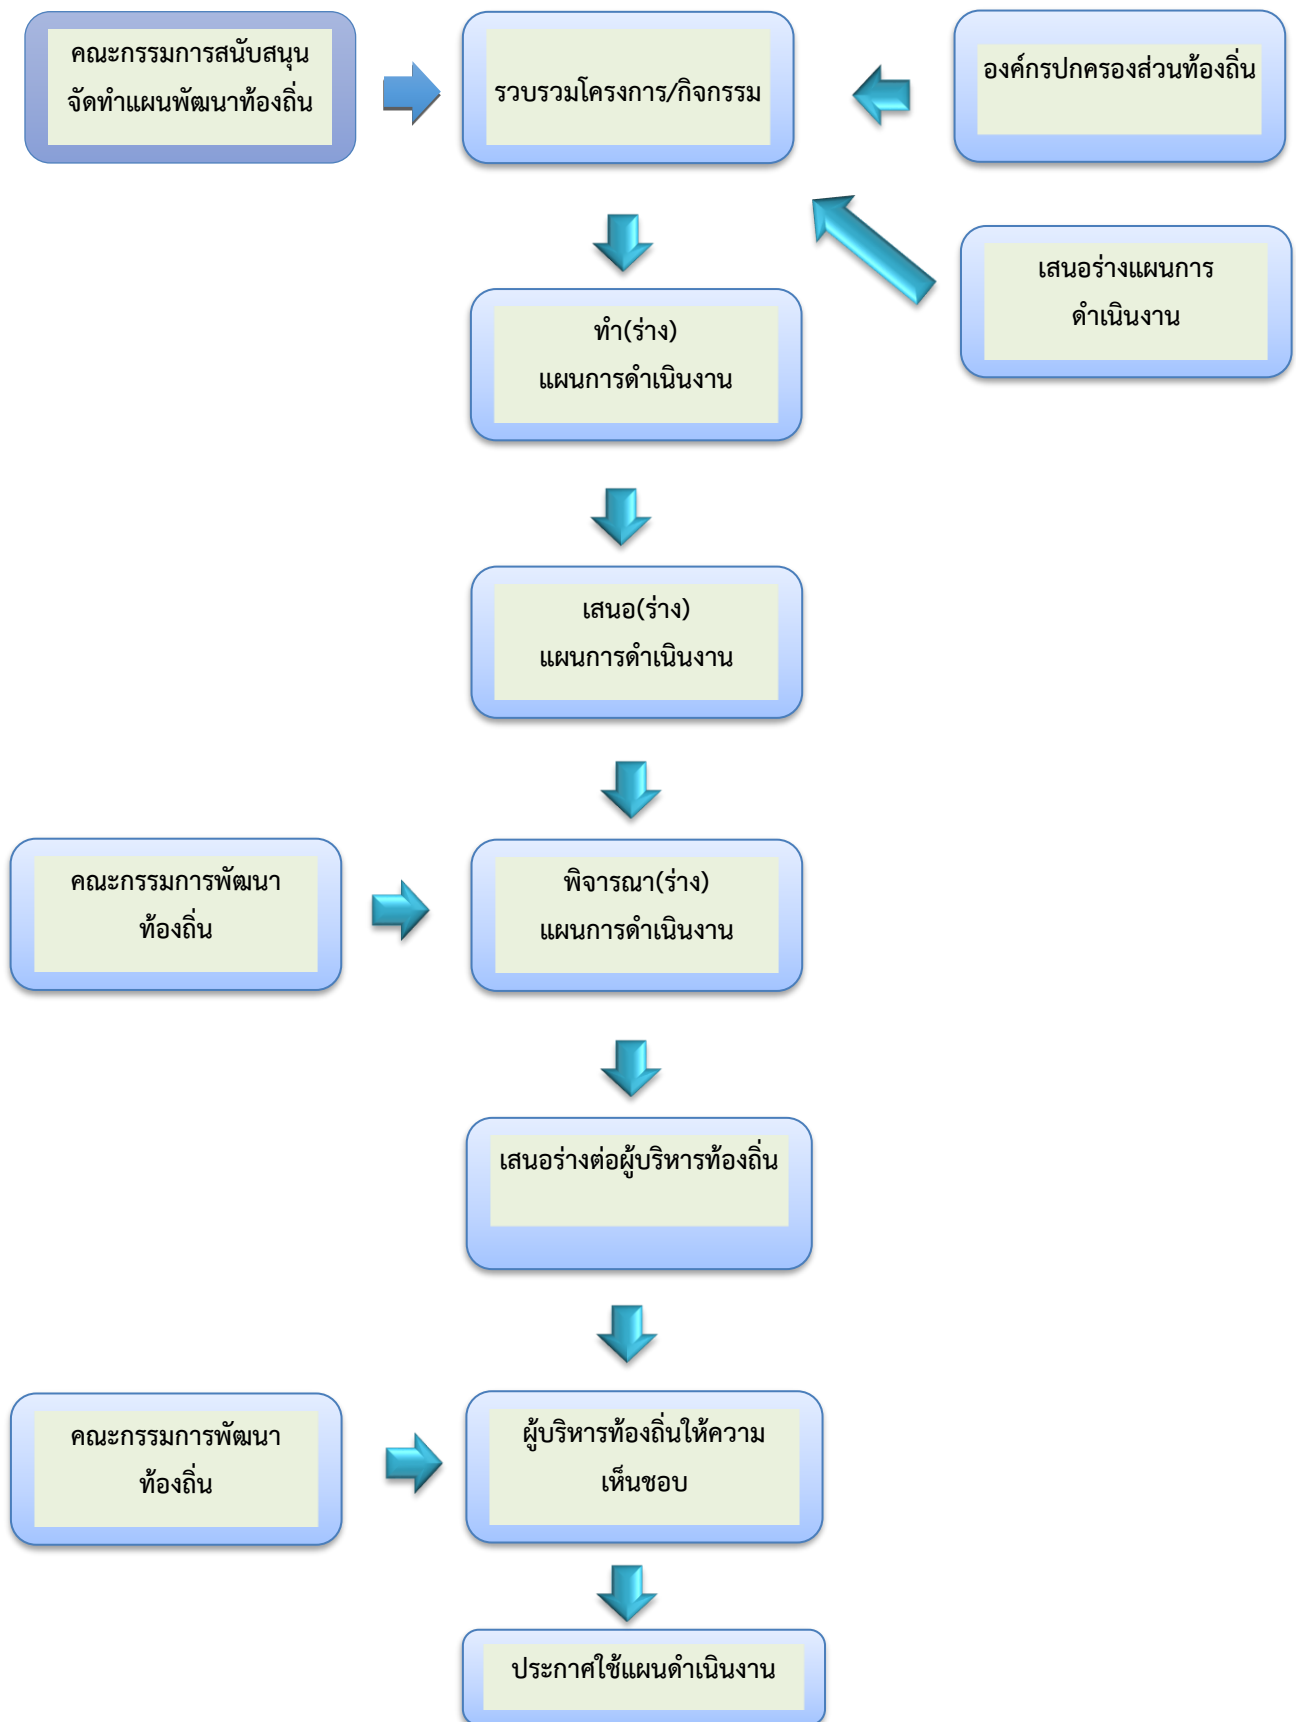 คณะกรรมการสนับสนุน
จัดทำแผนพัฒนาท้องถิ่น
รวบรวมโครงการ/กิจกรรม
องค์กรปกครองส่วนท้องถิ่น
เสนอร่างแผนการ
ดำเนินงาน
ทำ(ร่าง)
แผนการดำเนินงาน
เสนอ(ร่าง)
แผนการดำเนินงาน
คณะกรรมการพัฒนา
ท้องถิ่น
พิจารณา(ร่าง)
แผนการดำเนินงาน
เสนอร่างต่อผู้บริหารท้องถิ่น
คณะกรรมการพัฒนา
ท้องถิ่น
ผู้บริหารท้องถิ่นให้ความ
เห็นชอบ
ประกาศใช้แผนดำเนินงาน